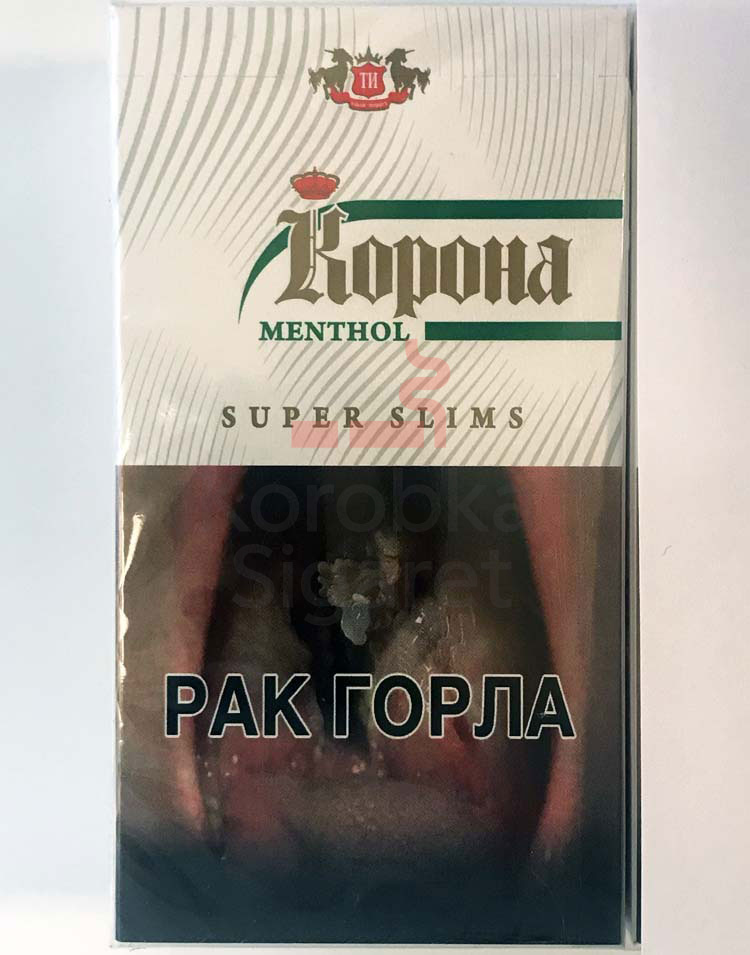 ТИ
Корона
MENTHOL
SUPER SLIMS
Korobka
Sigaret
РАК ГОРЛА